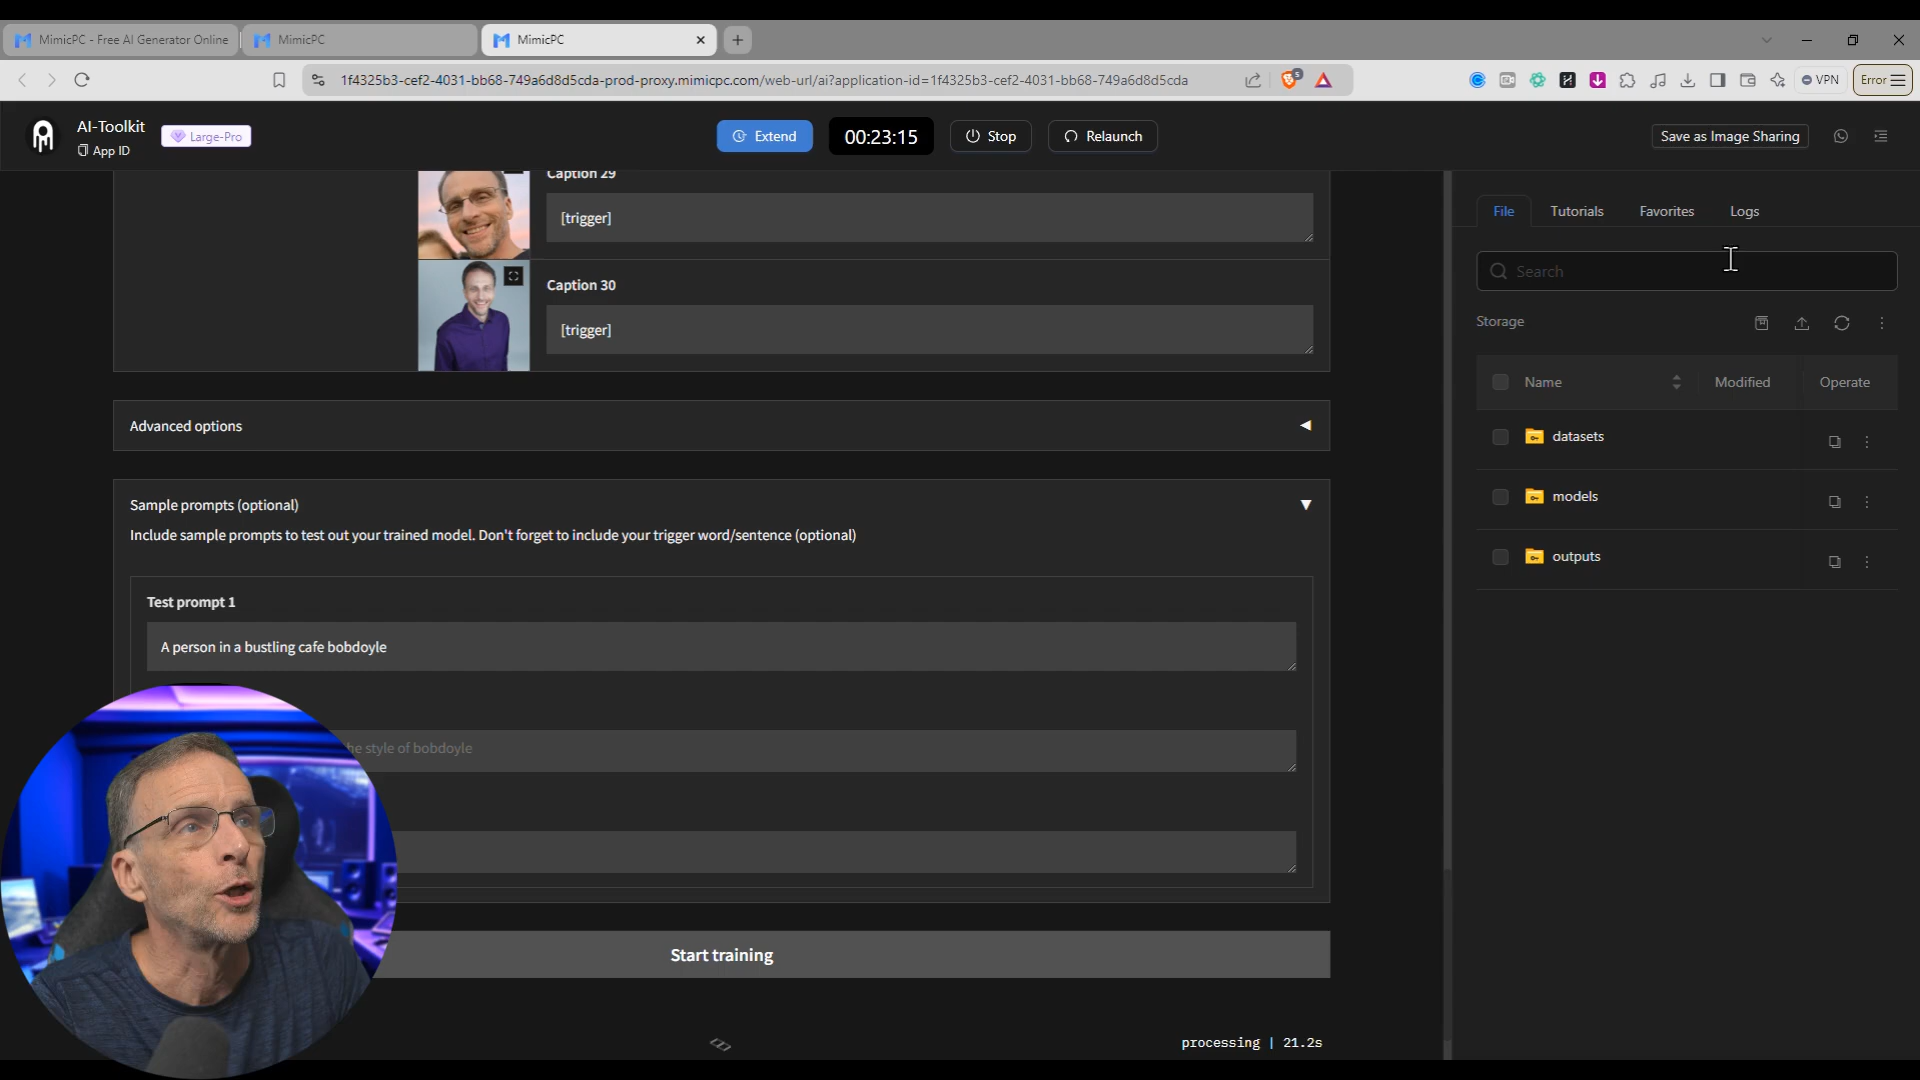 MimicPC - Free AI Generator Online
MimicPC
MimicPC
1f4325b3-cef2-4031-bb68-749a6d8d5cda-prod-proxy.mimicpc.com/web-url/ai?application-id=1f4325b3-cef2-4031-bb68-749a6d8d5cda
VPN
Error
AI-Toolkit
App ID
Large-Pro
Extend
00:23:15
Stop
Relaunch
Save as Image Sharing
Caption 29
[trigger]
Caption 30
[trigger]
Advanced options
Sample prompts (optional)
Include sample prompts to test out your trained model. Don't forget to include your trigger word/sentence (optional)
Test prompt 1
A person in a bustling cafe bobdoyle
the style of bobdoyle
Start training
processing | 21.2s
File
Tutorials
Favorites
Logs
Search
Storage
Name
Modified
Operate
datasets
models
outputs